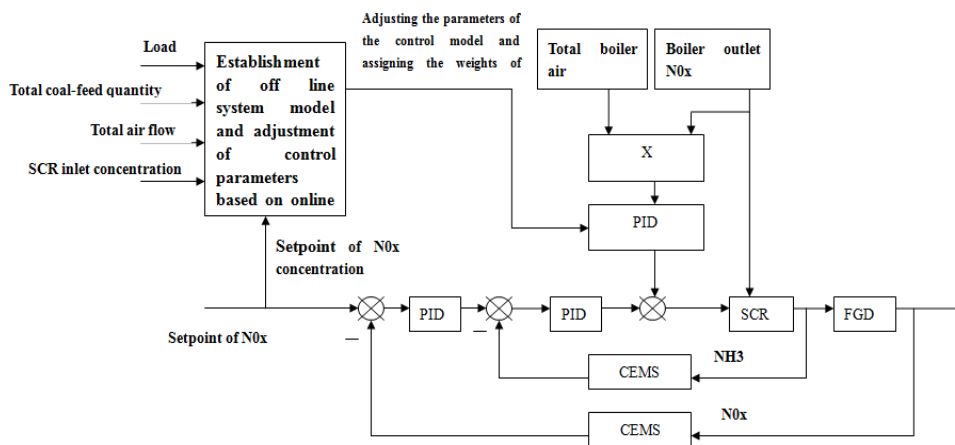 Adjusting the parameters of
the control model and
assigning the weights of
Load
Total coal-feed quantity
Total air flow
SCR inlet concentration
Establishment
of off line
system model
and adjustment
of control
parameters
based on online
Total boiler
air
Boiler outlet
N0x
X
PID
Setpoint of N0x
concentration
Setpoint of N0x
PID
PID
SCR
FGD
NH3
CEMS
N0x
CEMS